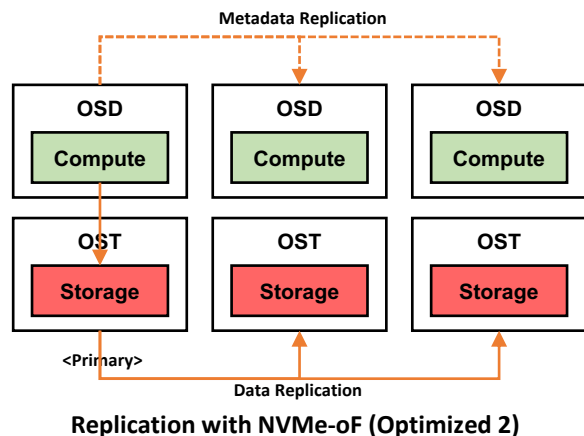 Metadata Replication
OSD OSD OSD
Compute Compute Compute
OST OST OST
Storage Storage Storage
<Primary>
Data Replication
Replication with NVMe-oF (Optimized 2)